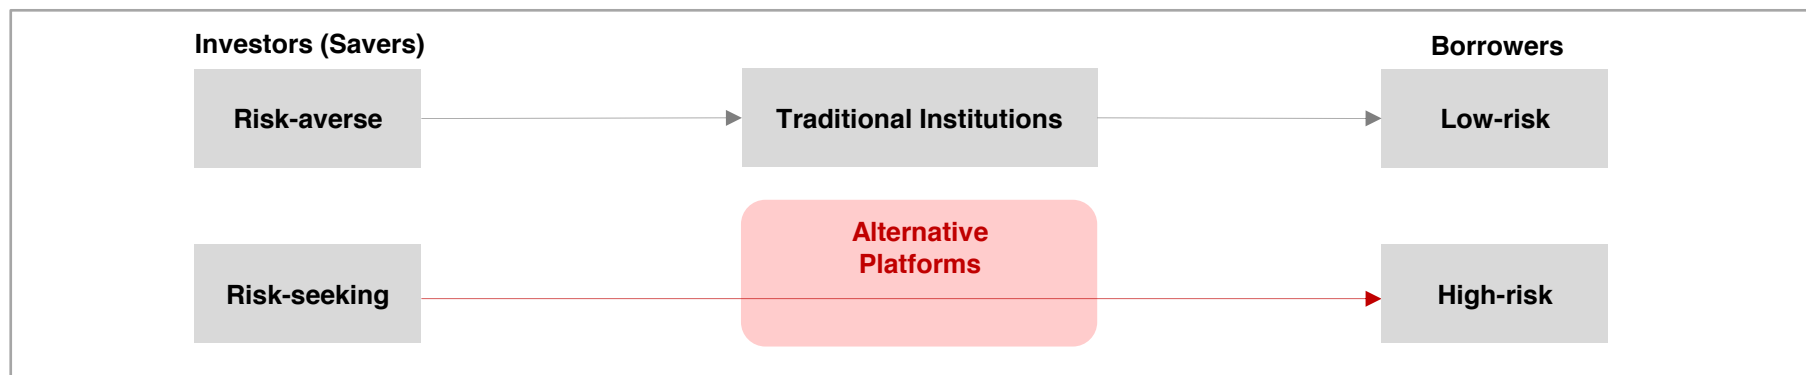 Investors (Savers)
Borrowers
Risk-averse
Traditional Institutions
Low-risk
Alternative
Platforms
Risk-seeking
High-risk